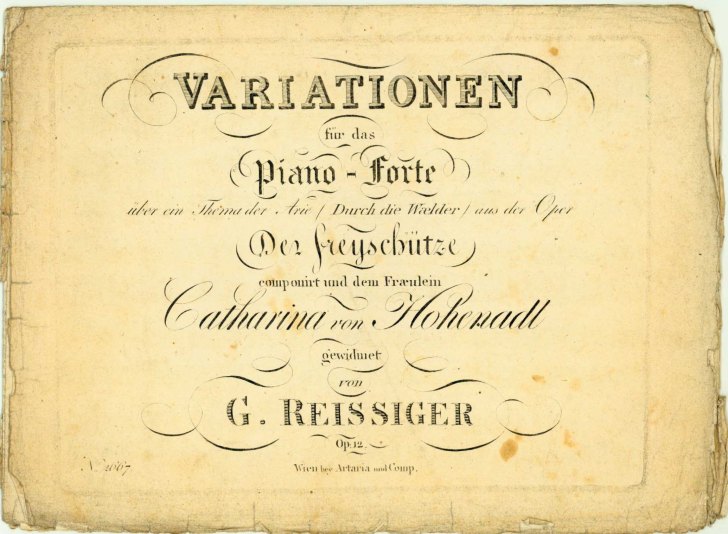 VARIATIONEN
für das
Piano-Forte
über ein Thema der Arie / Durch die Wælder / aus der Oper
Der freyschütze
componirt und dem Frænlein
Catharina von Hohenadl
gewidmet
von
G. REISSIGER
Op: 12.
Wien bey Artaria und Comp.